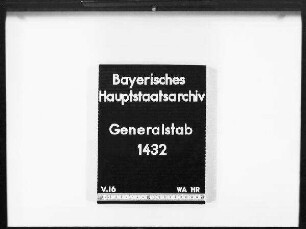 Bayerisches
Hauptstaatsarchiv
Generalstab
1432
V.16 WA HR